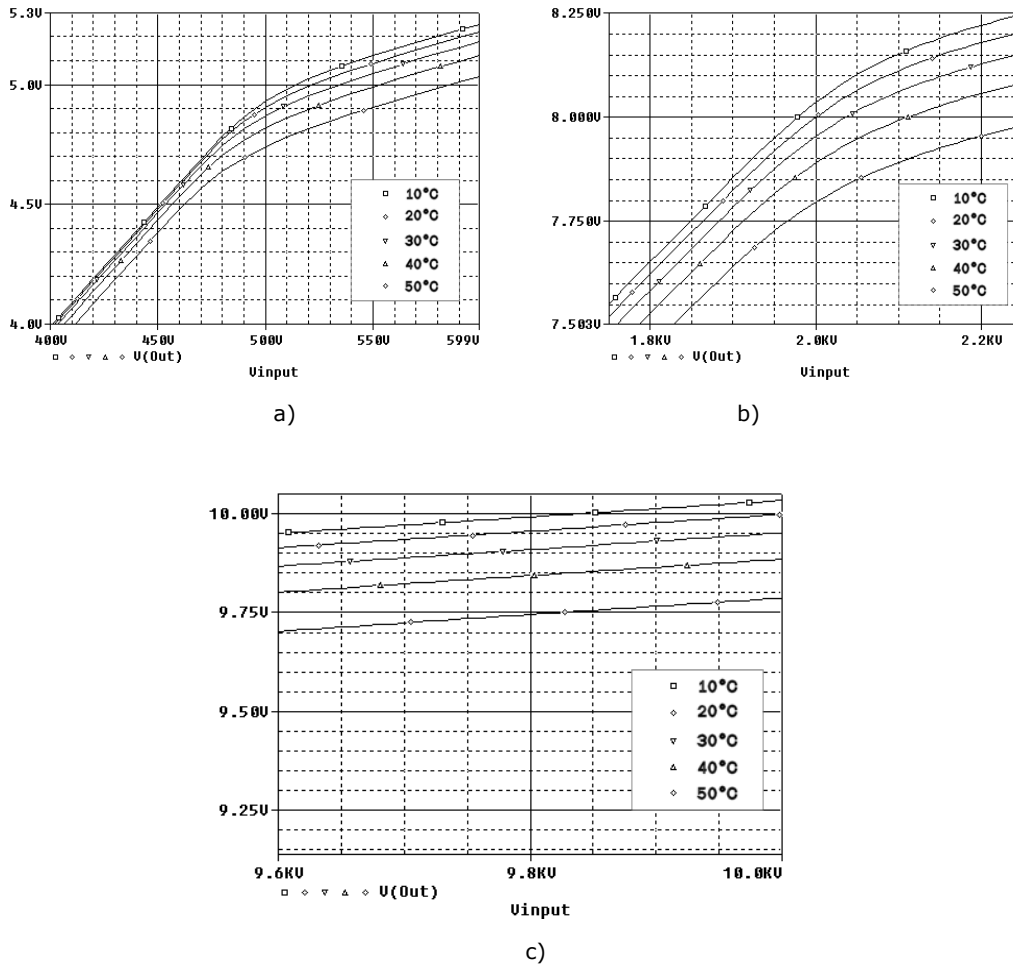 5.3V
5.0V
4.5V
4.0V
400V 450V 500V 550V 599V
10°C
20°C
30°C
40°C
50°C
V(Out)
Vinput
a)
8.250V
8.000V
7.750V
7.503V
1.8KV 2.0KV 2.2KV
10°C
20°C
30°C
40°C
50°C
V(Out)
Vinput
b)
10.00V
9.75V
9.50V
9.25V
9.6KV 9.8KV 10.0KV
10°C
20°C
30°C
40°C
50°C
V(Out)
Vinput
c)